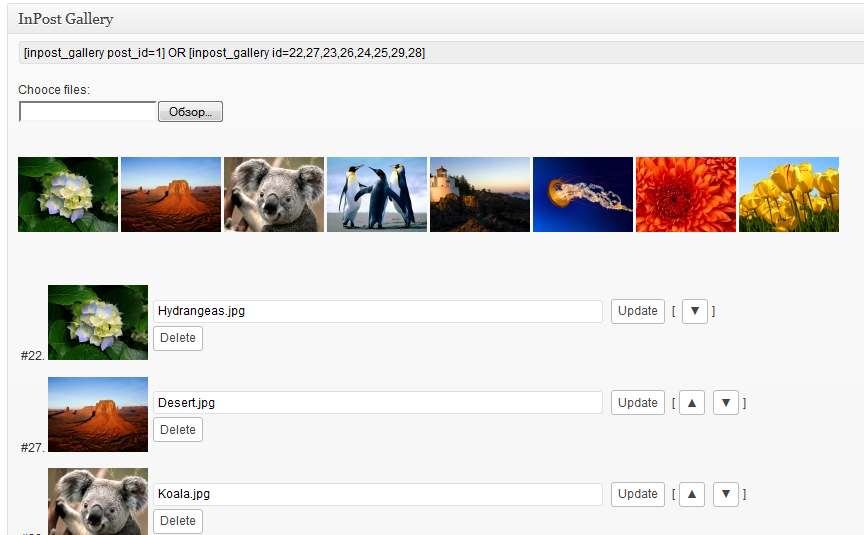 InPost Gallery
[inpost_gallery post_id=1] OR [inpost_gallery id=22,27,23,26,24,25,29,28]
Chooce files:
Обзор...
Hydrangeas.jpg Update [ ▼ ]
Delete
#22.
Desert.jpg Update [ ▲ ▼ ]
Delete
#27.
Koala.jpg Update [ ▲ ▼ ]
Delete